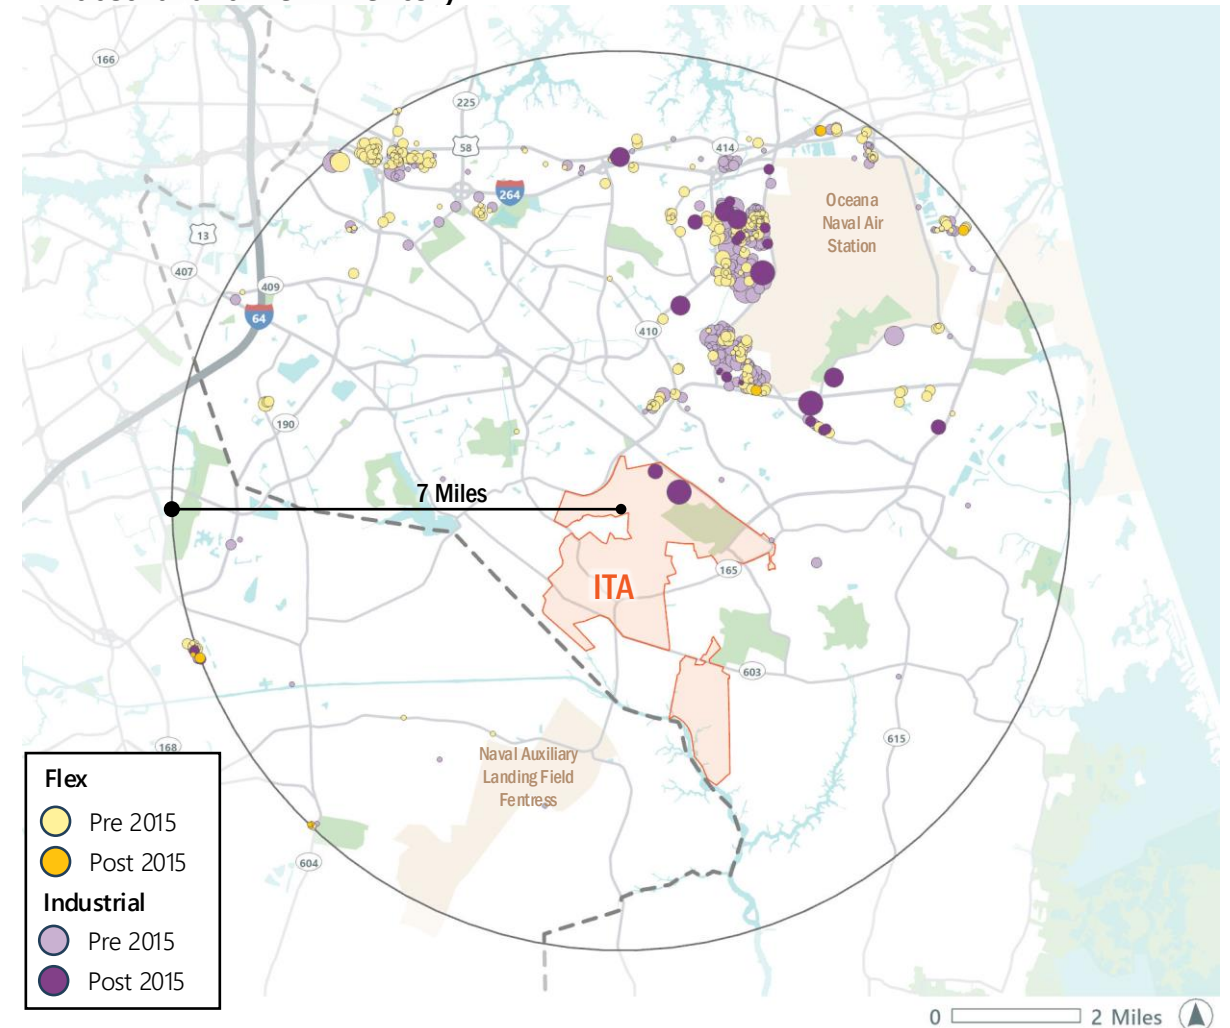 166
225
58
414
264
Oceana
Naval Air
Station
13
407
409
64
410
190
7 Miles
ITA
165
603
Naval Auxiliary
Landing Field
Fentress
615
168
604
Flex
Pre 2015
Post 2015
Industrial
Pre 2015
Post 2015
0
2 Miles